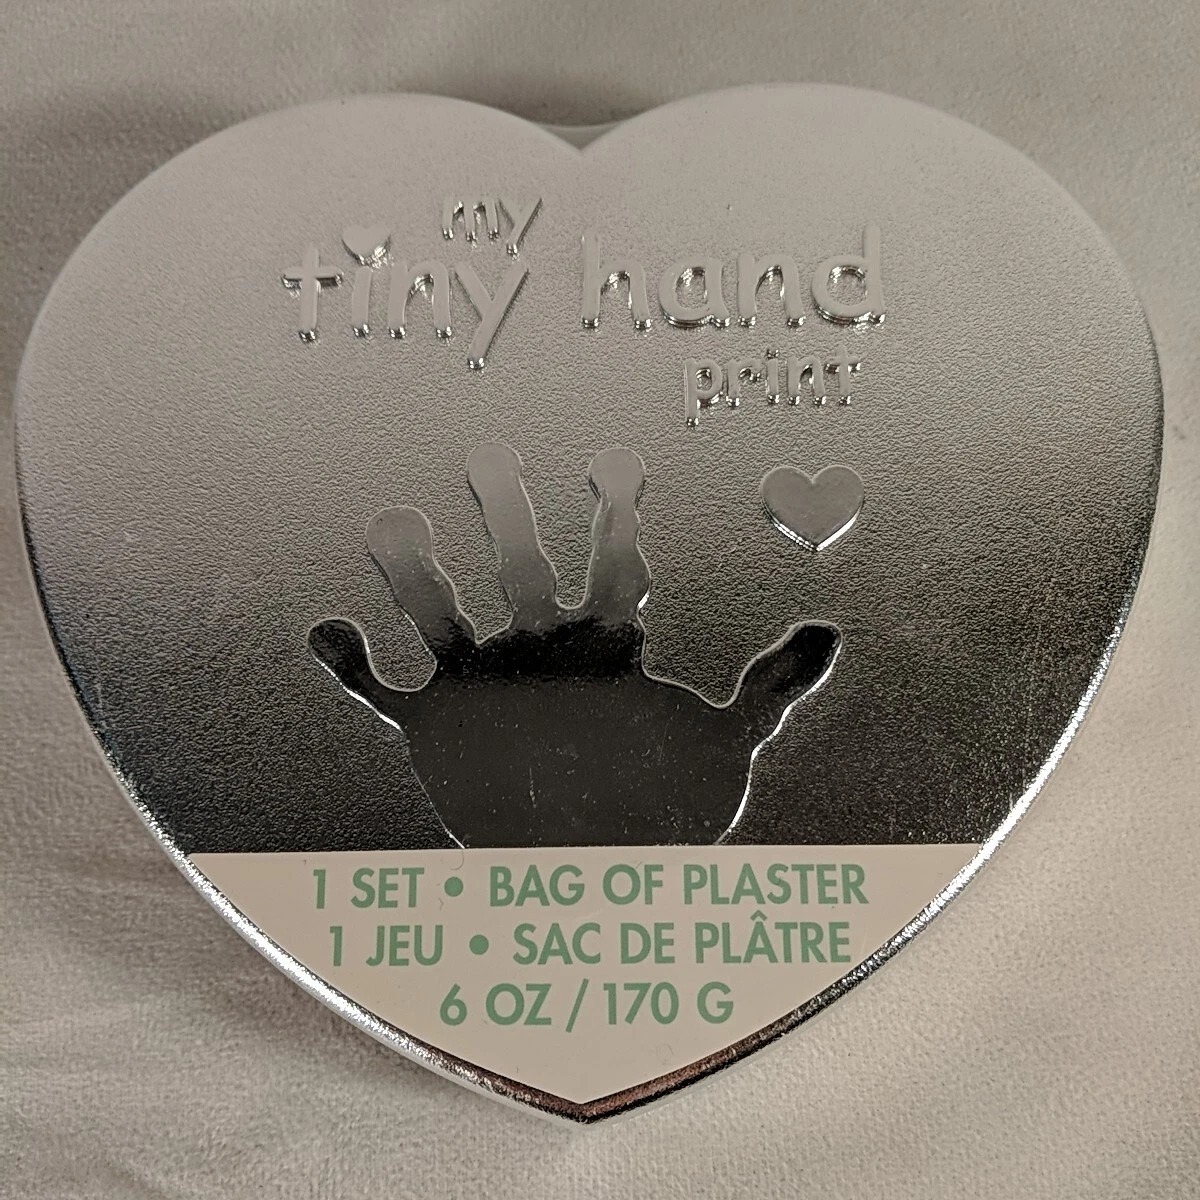 my
tiny hand
print
1 SET • BAG OF PLASTER
1 JEU • SAC DE PLÂTRE
6 OZ / 170 G